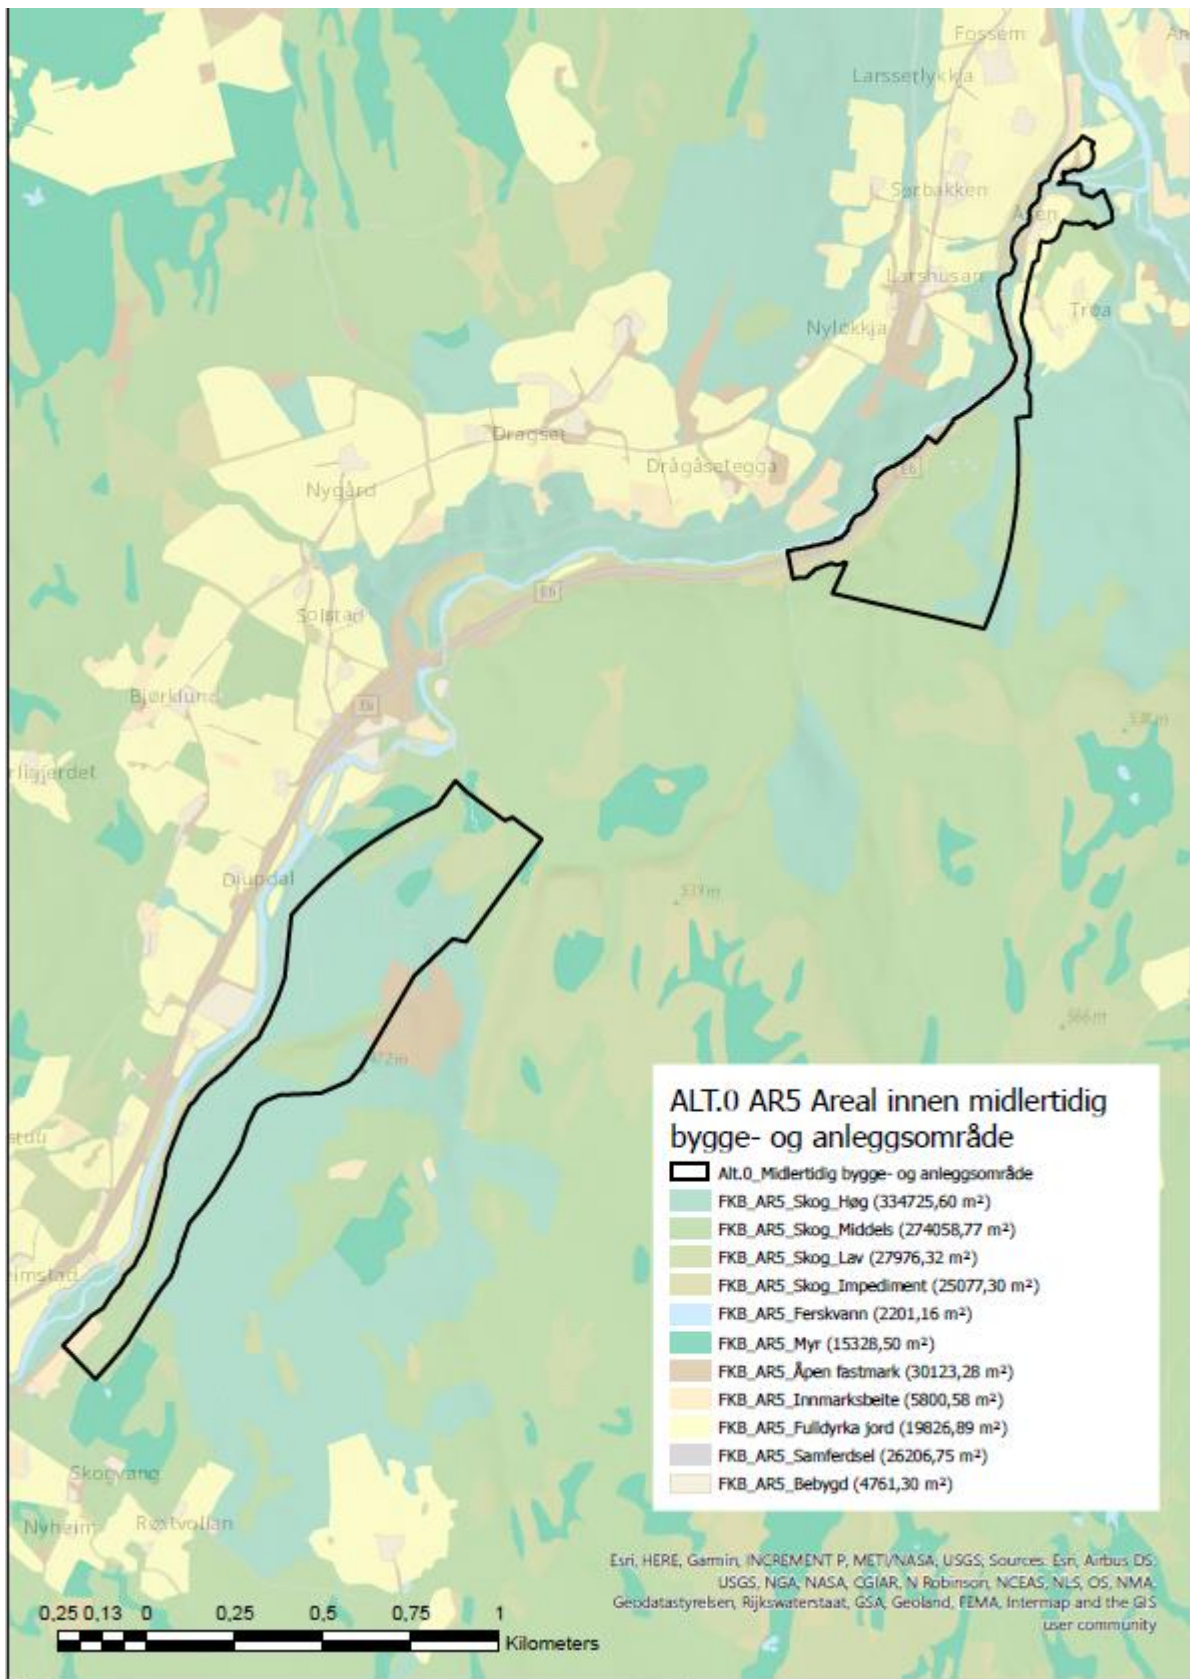 Fossem
Larssetlykkja
Sørbakken
Åsen
Larshusan
Trøa
Nyløkkja
Dragset
Drågåsetegga
E6
Nygård
E6
Solstad
Bjørklund
E6
Djupdal
539 m
566 m
472 m
ALT.0 AR5 Areal innen midlertidig
bygge- og anleggsområde
Alt.0_Midlertidig bygge- og anleggsområde
FKB_AR5_Skog_Høg (334725,60 m²)
FKB_AR5_Skog_Middels (274058,77 m²)
FKB_AR5_Skog_Lav (27976,32 m²)
FKB_AR5_Skog_Impediment (25077,30 m²)
FKB_AR5_Ferskvann (2201,16 m²)
FKB_AR5_Myr (15328,50 m²)
FKB_AR5_Åpen fastmark (30123,28 m²)
FKB_AR5_Innmarksbeite (5800,58 m²)
FKB_AR5_Fulldyrka jord (19826,89 m²)
FKB_AR5_Samferdsel (26206,75 m²)
FKB_AR5_Bebygd (4761,30 m²)
Skogvang
Nyheim
Røstvollan
Esri, HERE, Garmin, INCREMENT P, METI/NASA, USGS; Sources: Esri, Airbus DS,
USGS, NGA, NASA, CGIAR, N Robinson, NCEAS, NLS, OS, NMA,
Geodatastyrelsen, Rijkswaterstaat, GSA, Geoland, FEMA, Intermap and the GIS
user community
0,25 0,13 0 0,25 0,5 0,75 1
Kilometers